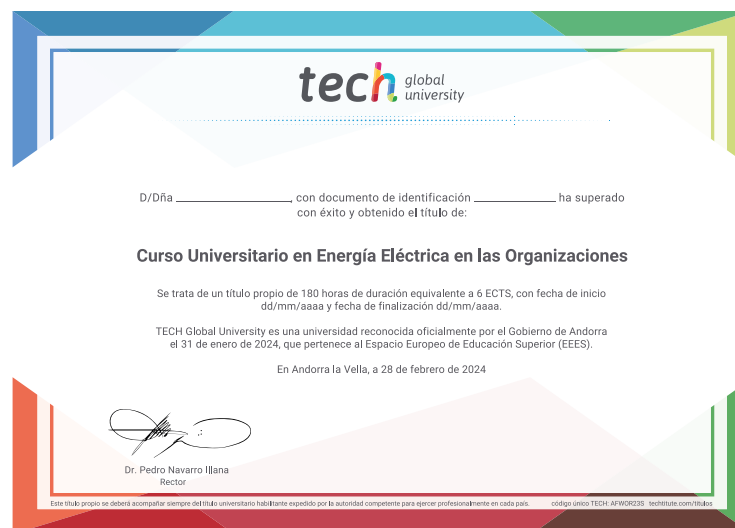 tech global university
D/Dña ____________________, con documento de identificación ______________ ha superado
con éxito y obtenido el título de:
Curso Universitario en Energía Eléctrica en las Organizaciones
Se trata de un título propio de 180 horas de duración equivalente a 6 ECTS, con fecha de inicio
dd/mm/aaaa y fecha de finalización dd/mm/aaaa.
TECH Global University es una universidad reconocida oficialmente por el Gobierno de Andorra
el 31 de enero de 2024, que pertenece al Espacio Europeo de Educación Superior (EEES).
En Andorra la Vella, a 28 de febrero de 2024
Dr. Pedro Navarro Illana
Rector
Este título propio se deberá acompañar siempre del título universitario habilitante expedido por la autoridad competente para ejercer profesionalmente en cada país. código único TECH: AFWOR23S techtitute.com/titulos